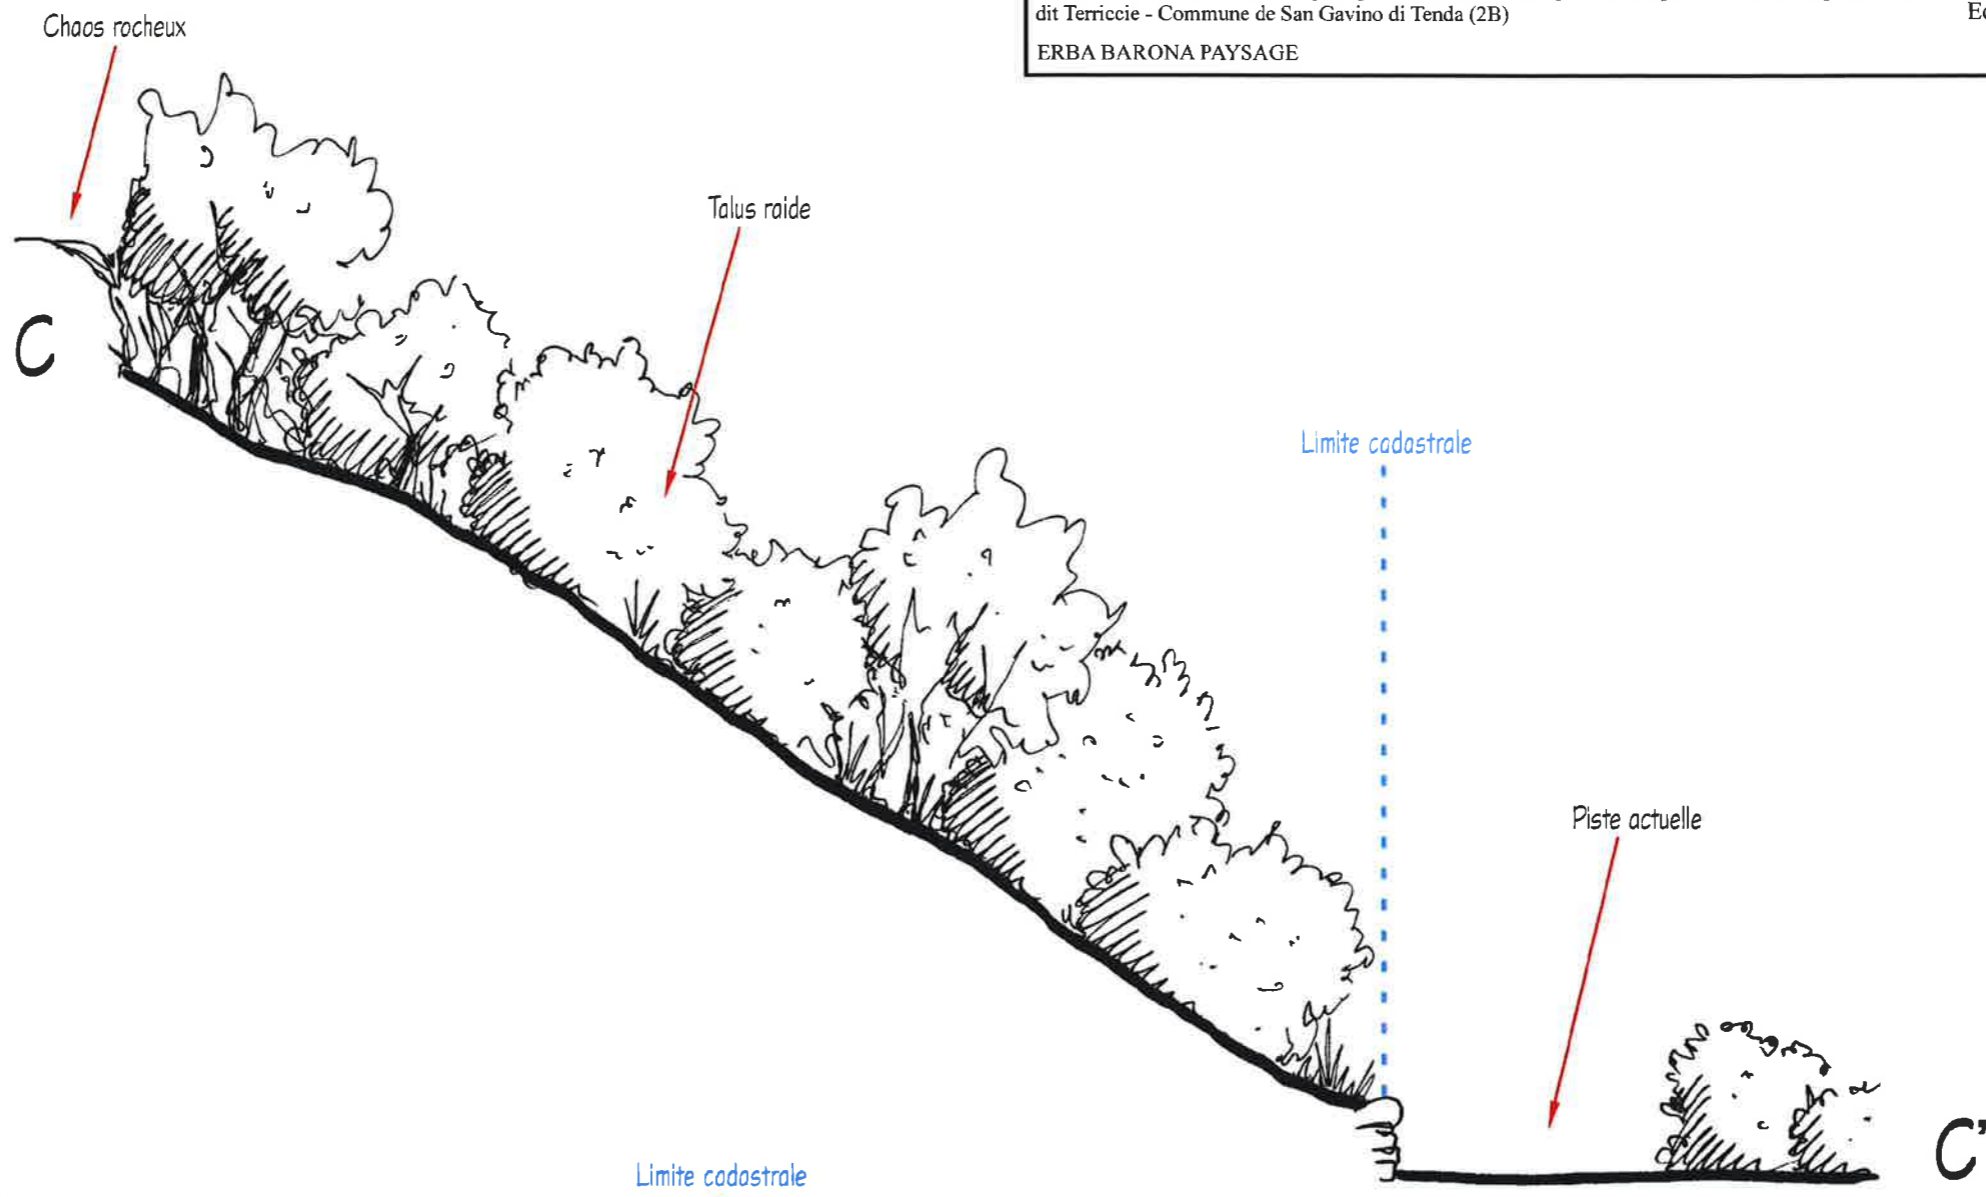 dit Terriccie - Commune de San Gavino di Tenda (2B)
ERBA BARONA PAYSAGE
Chaos rocheux
Talus raide
C
Limite cadastrale
Piste actuelle
C'
Limite cadastrale